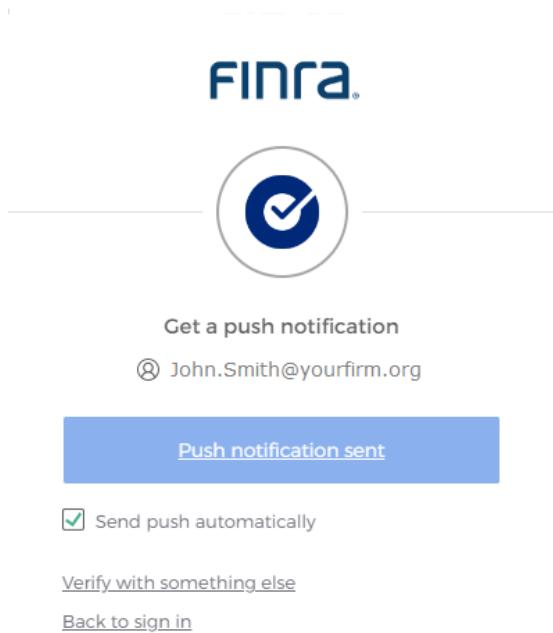 Finra
Get a push notification
John.Smith@yourfirm.org
Push notification sent
Send push automatically
Verify with something else
Back to sign in